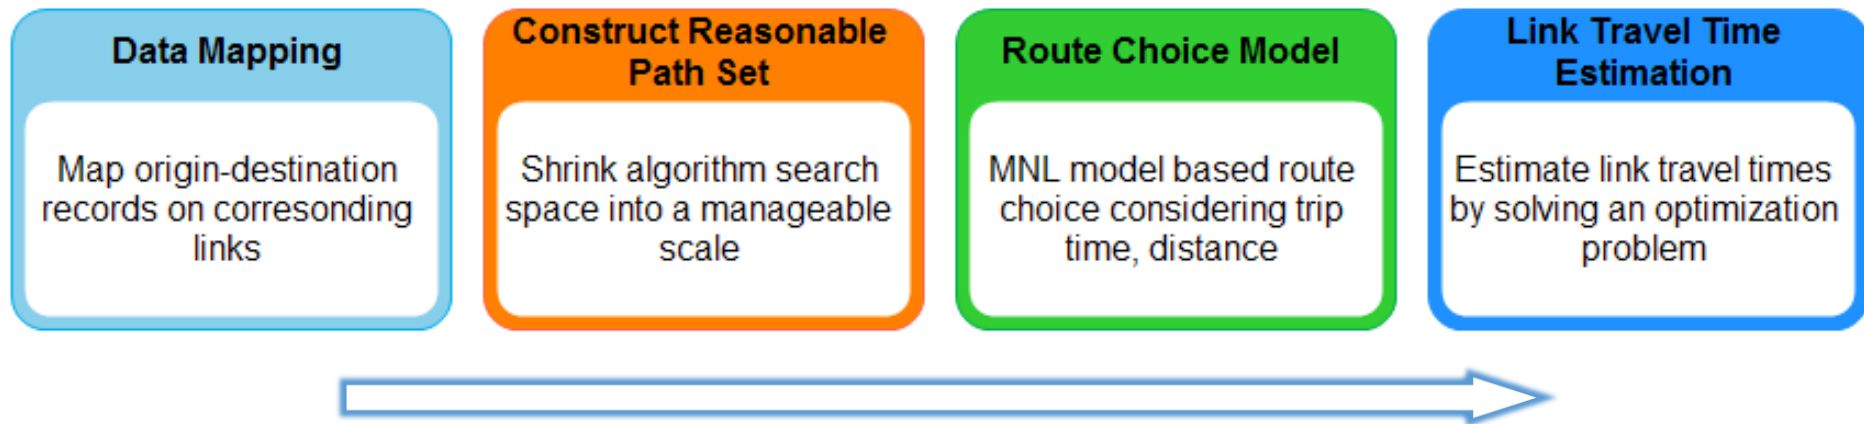 Data Mapping
Map origin-destination
records on corresonding
links
Construct Reasonable
Path Set
Shrink algorithm search
space into a manageable
scale
Route Choice Model
MNL model based route
choice considering trip
time, distance
Link Travel Time
Estimation
Estimate link travel times
by solving an optimization
problem